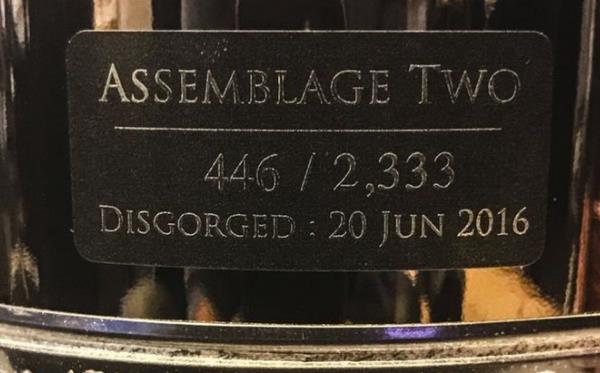 ASSEMBLAGE TWO
446 / 2,333
DISGORGED : 20 JUN 2016